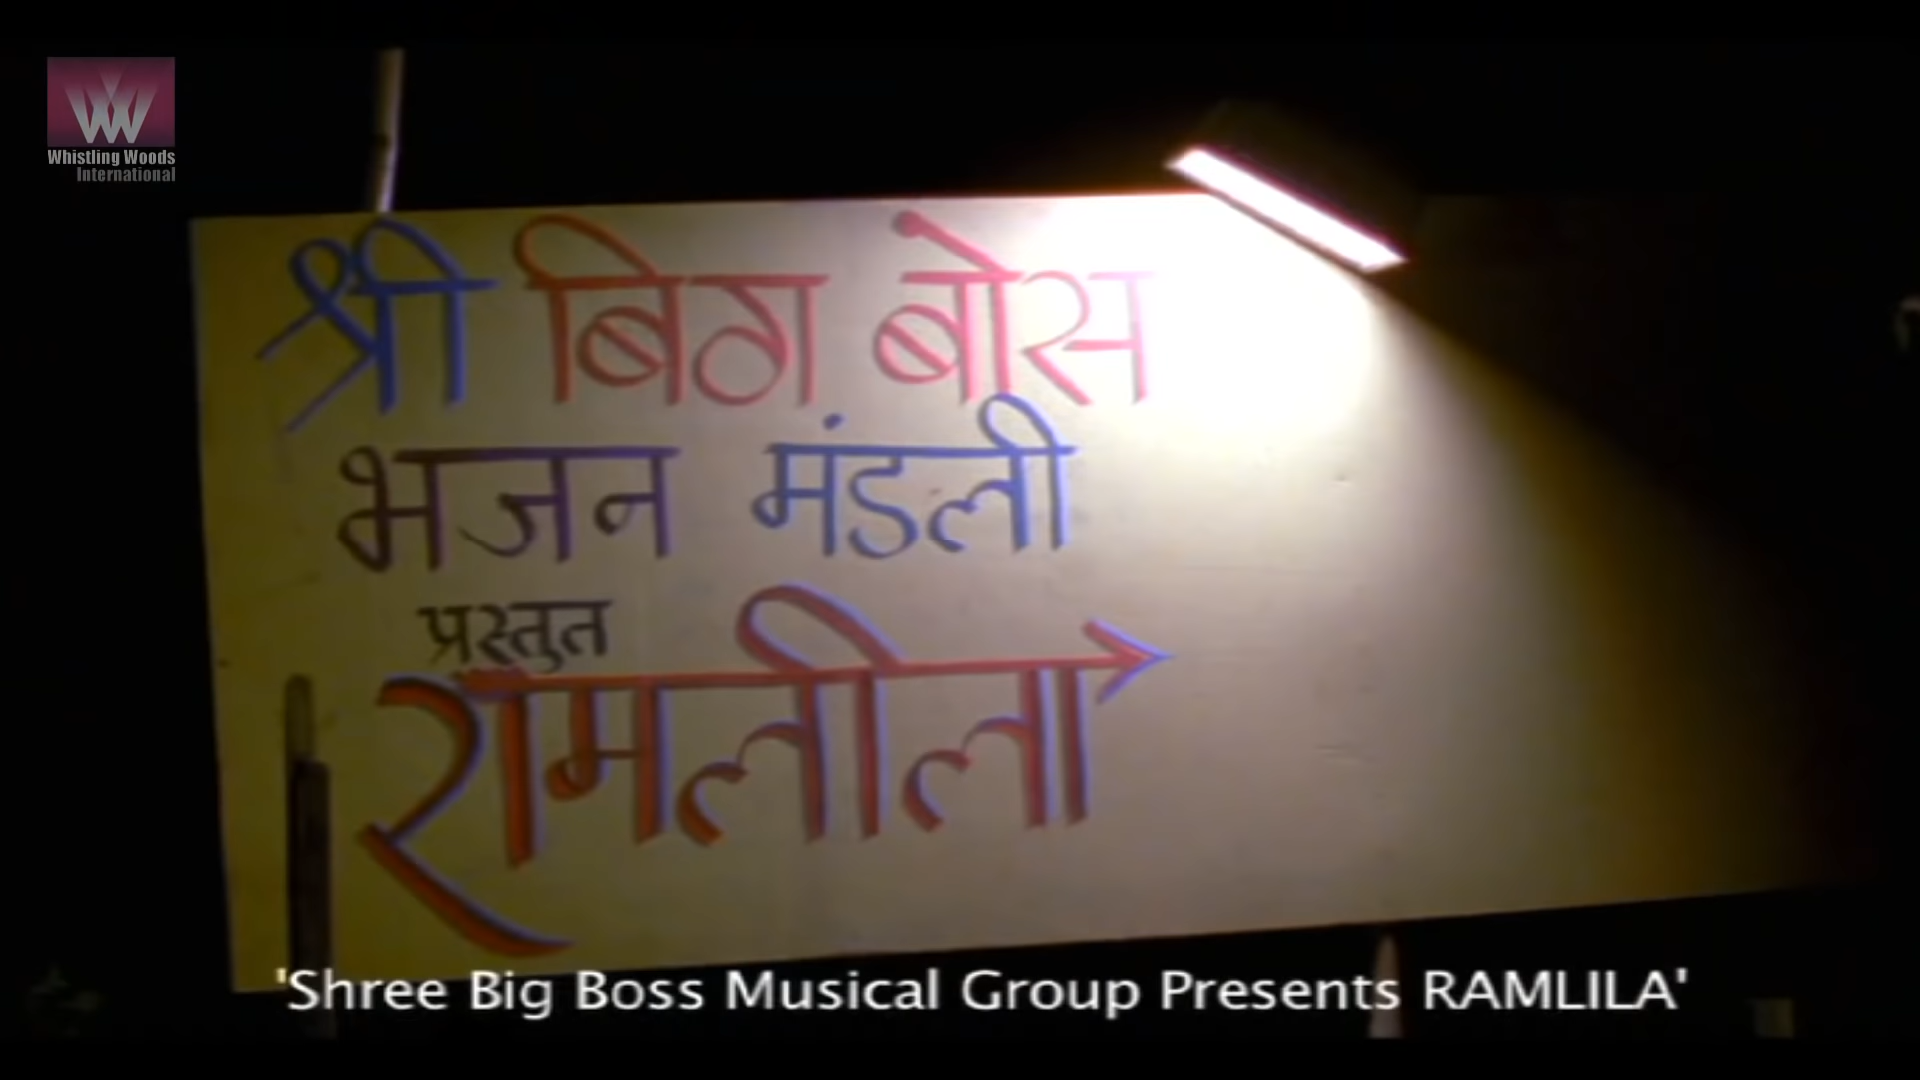 Whistling Woods
International
श्री बिग बोस
भजन मंडली
प्रस्तुत
रामलीला
'Shree Big Boss Musical Group Presents RAMLILA'